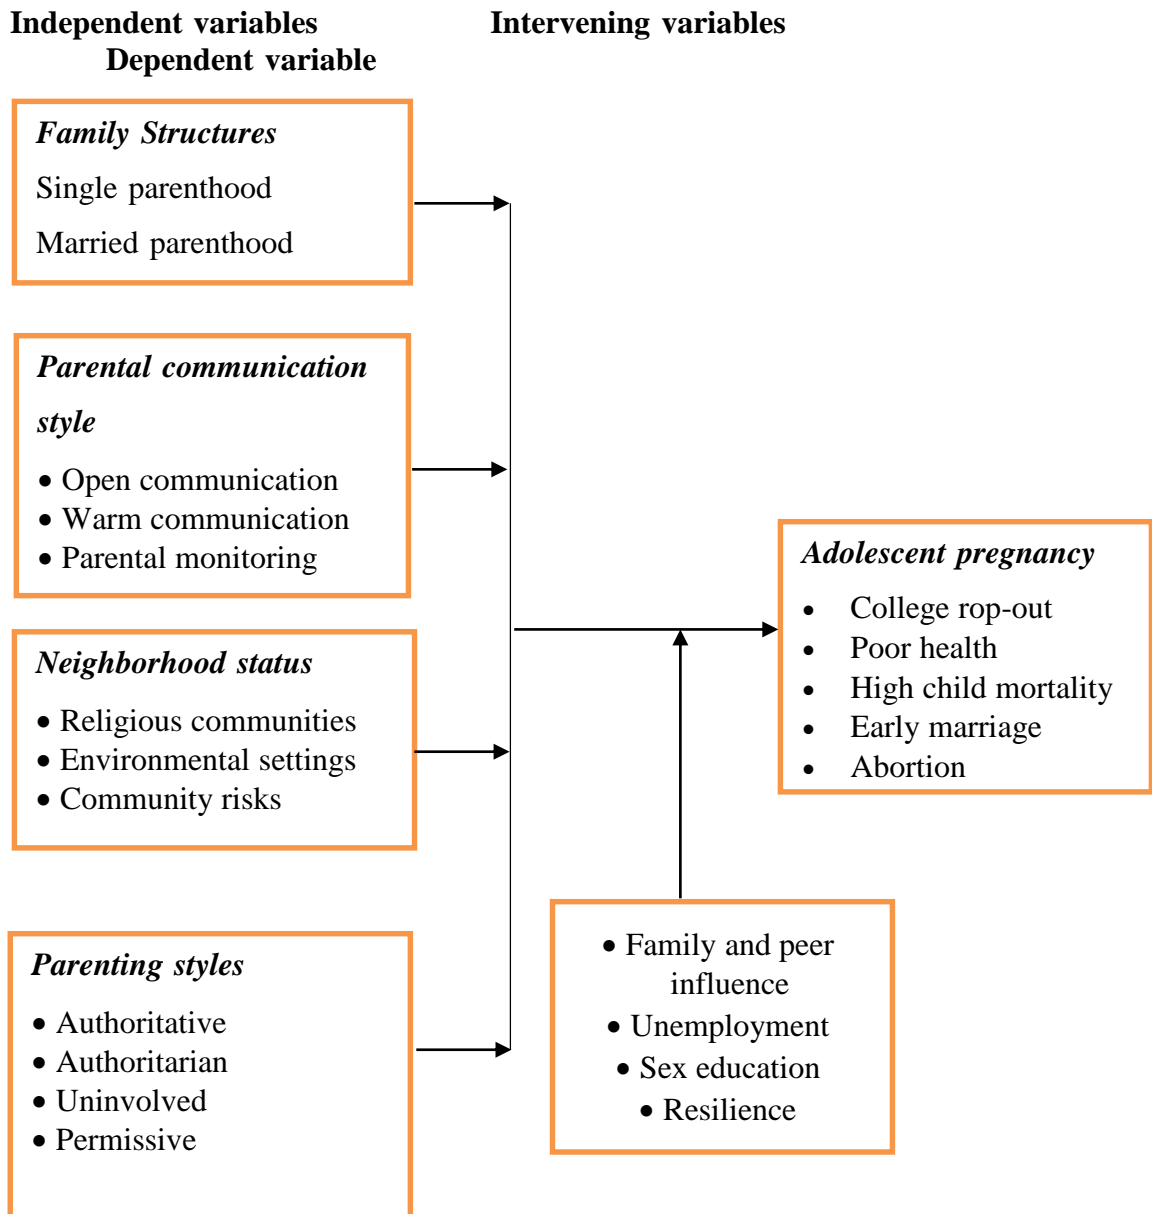 Independent variables Intervening variables
Dependent variable
Family Structures
Single parenthood
Married parenthood
Parental communication
style
• Open communication
• Warm communication
• Parental monitoring
Neighborhood status
• Religious communities
• Environmental settings
• Community risks
Parenting styles
• Authoritative
• Authoritarian
• Uninvolved
• Permissive
• Family and peer
influence
• Unemployment
• Sex education
• Resilience
Adolescent pregnancy
• College rop-out
• Poor health
• High child mortality
• Early marriage
• Abortion